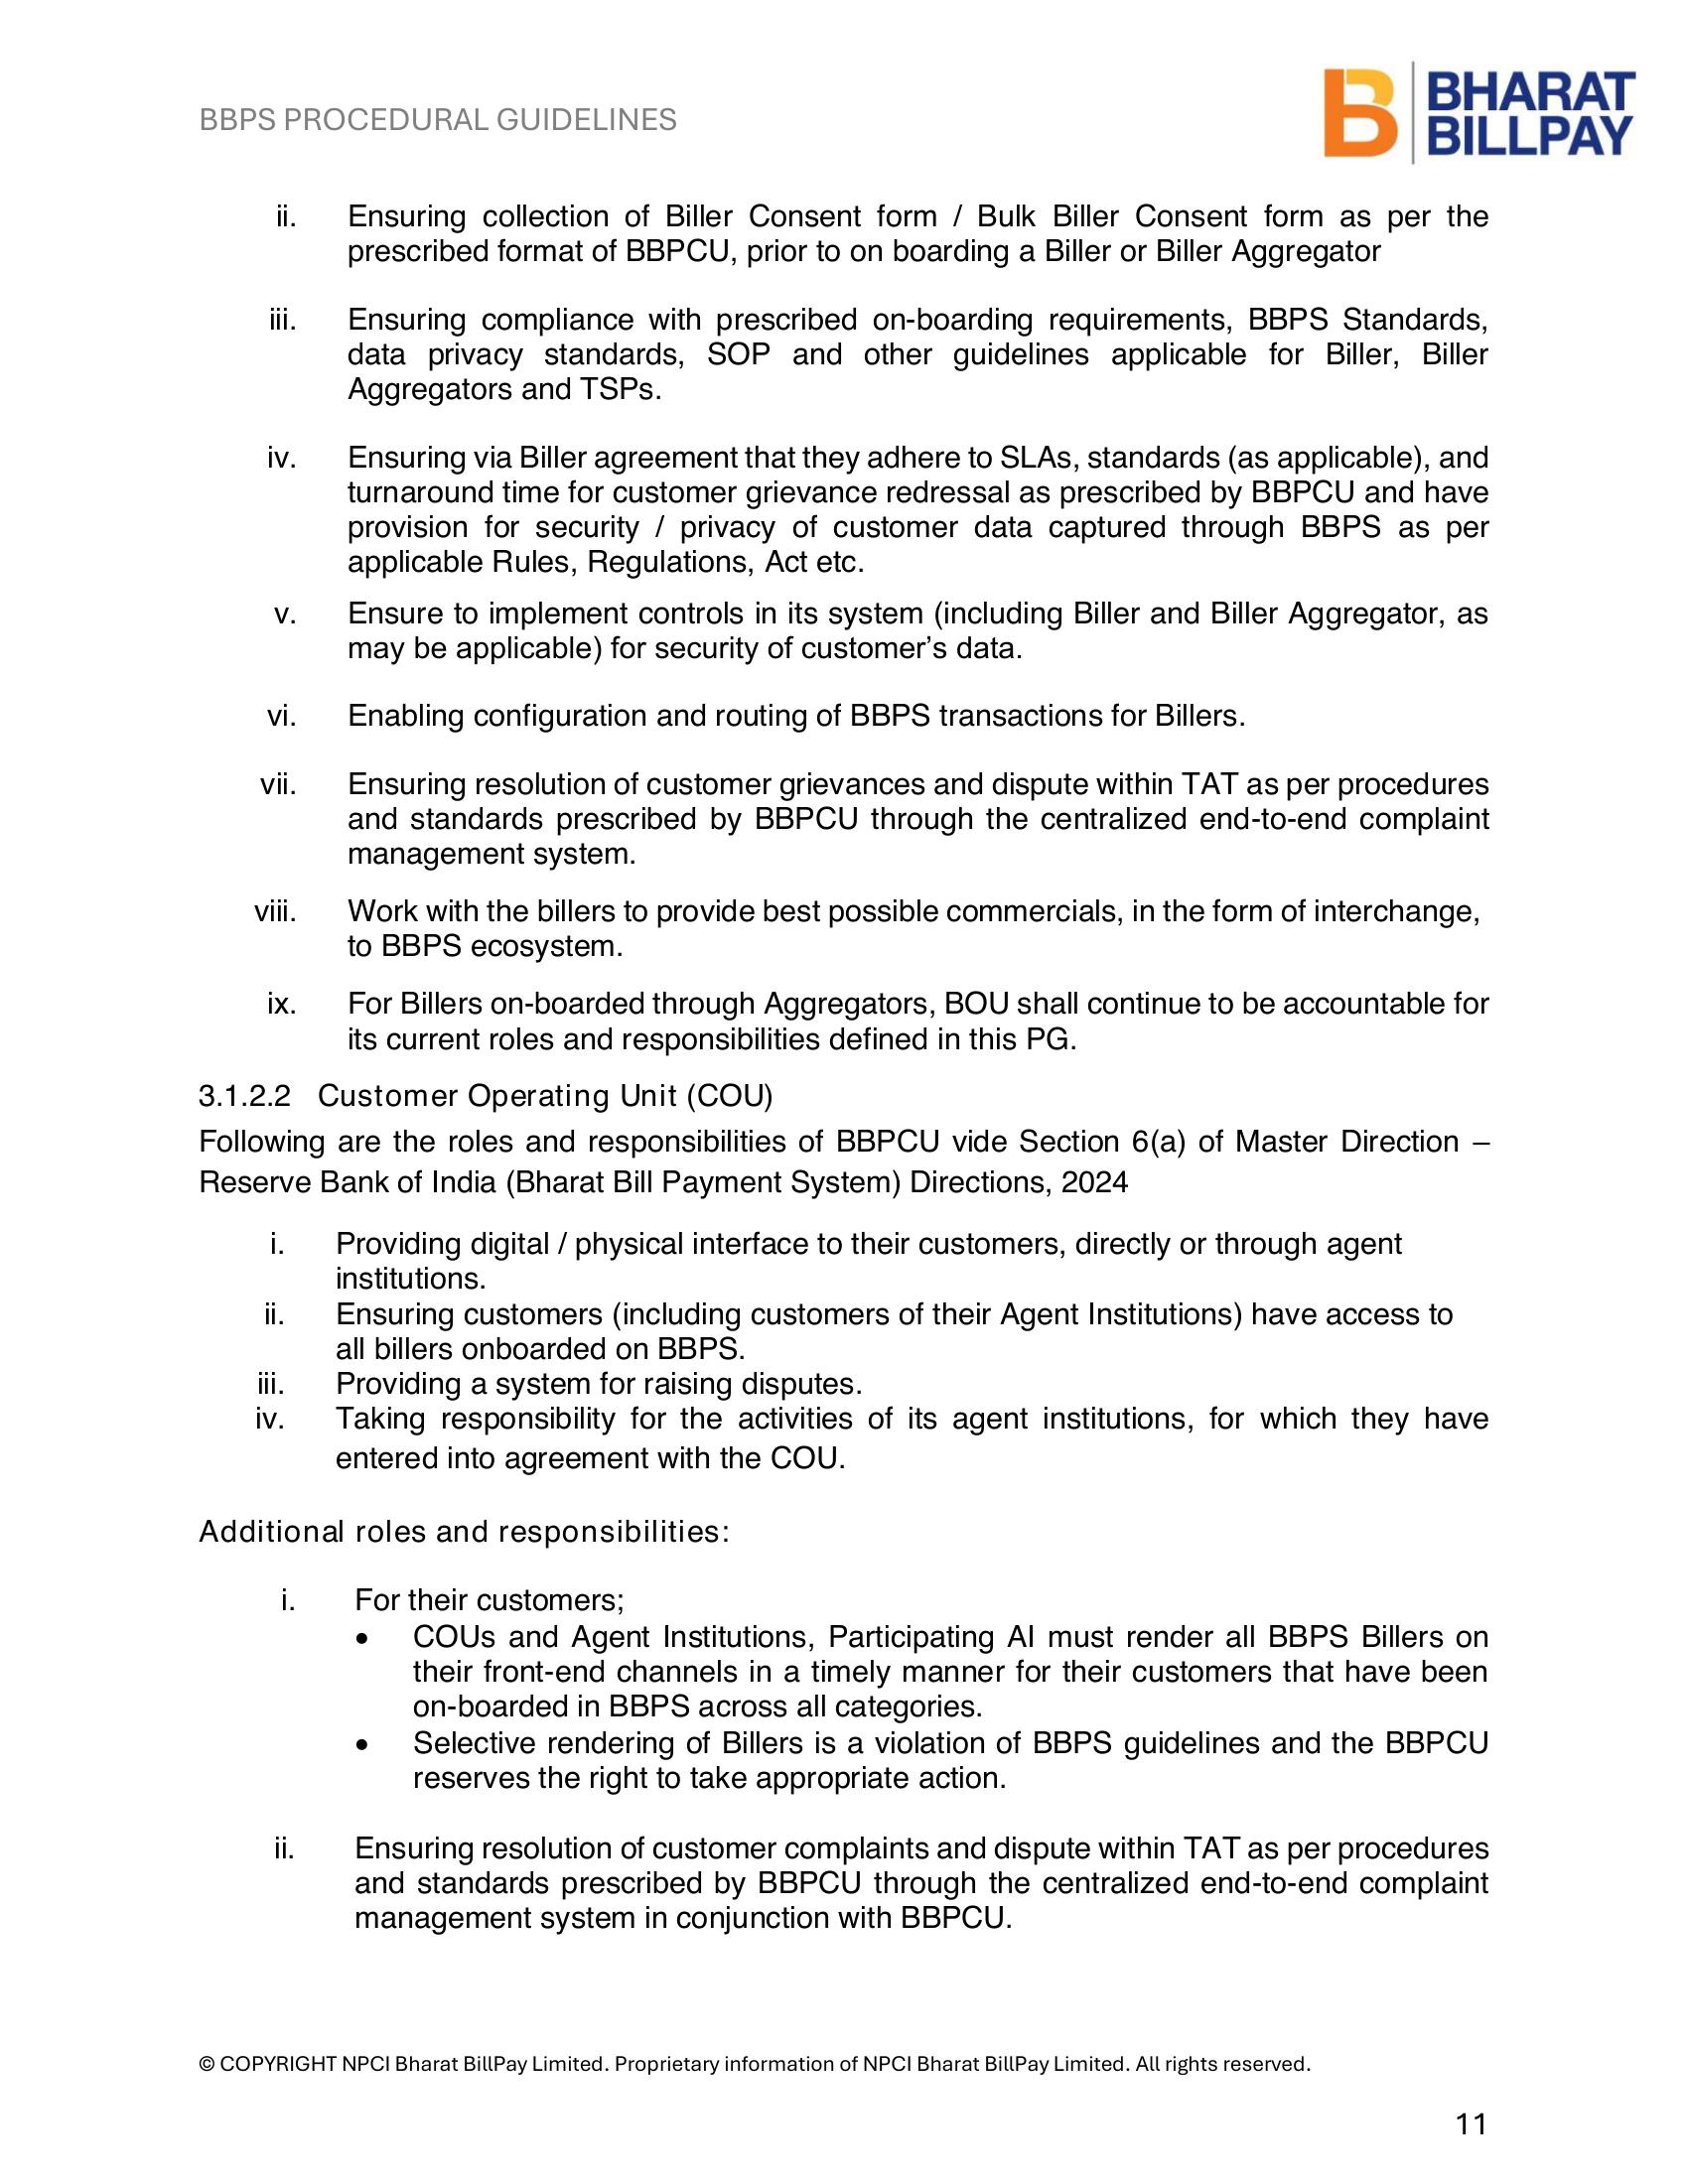 BBPS PROCEDURAL GUIDELINES
BHARAT
BILLPAY
ii. Ensuring collection of Biller Consent form / Bulk Biller Consent form as per the
prescribed format of BBPCU, prior to on boarding a Biller or Biller Aggregator
iii. Ensuring compliance with prescribed on-boarding requirements, BBPS Standards,
data privacy standards, SOP and other guidelines applicable for Biller, Biller
Aggregators and TSPs.
iv. Ensuring via Biller agreement that they adhere to SLAs, standards (as applicable), and
turnaround time for customer grievance redressal as prescribed by BBPCU and have
provision for security / privacy of customer data captured through BBPS as per
applicable Rules, Regulations, Act etc.
v. Ensure to implement controls in its system (including Biller and Biller Aggregator, as
may be applicable) for security of customer’s data.
vi. Enabling configuration and routing of BBPS transactions for Billers.
vii. Ensuring resolution of customer grievances and dispute within TAT as per procedures
and standards prescribed by BBPCU through the centralized end-to-end complaint
management system.
viii. Work with the billers to provide best possible commercials, in the form of interchange,
to BBPS ecosystem.
ix. For Billers on-boarded through Aggregators, BOU shall continue to be accountable for
its current roles and responsibilities defined in this PG.
3.1.2.2 Customer Operating Unit (COU)
Following are the roles and responsibilities of BBPCU vide Section 6(a) of Master Direction –
Reserve Bank of India (Bharat Bill Payment System) Directions, 2024
i. Providing digital / physical interface to their customers, directly or through agent
institutions.
ii. Ensuring customers (including customers of their Agent Institutions) have access to
all billers onboarded on BBPS.
iii. Providing a system for raising disputes.
iv. Taking responsibility for the activities of its agent institutions, for which they have
entered into agreement with the COU.
Additional roles and responsibilities:
i. For their customers;
• COUs and Agent Institutions, Participating AI must render all BBPS Billers on
their front-end channels in a timely manner for their customers that have been
on-boarded in BBPS across all categories.
• Selective rendering of Billers is a violation of BBPS guidelines and the BBPCU
reserves the right to take appropriate action.
ii. Ensuring resolution of customer complaints and dispute within TAT as per procedures
and standards prescribed by BBPCU through the centralized end-to-end complaint
management system in conjunction with BBPCU.
© COPYRIGHT NPCI Bharat BillPay Limited. Proprietary information of NPCI Bharat BillPay Limited. All rights reserved.
11